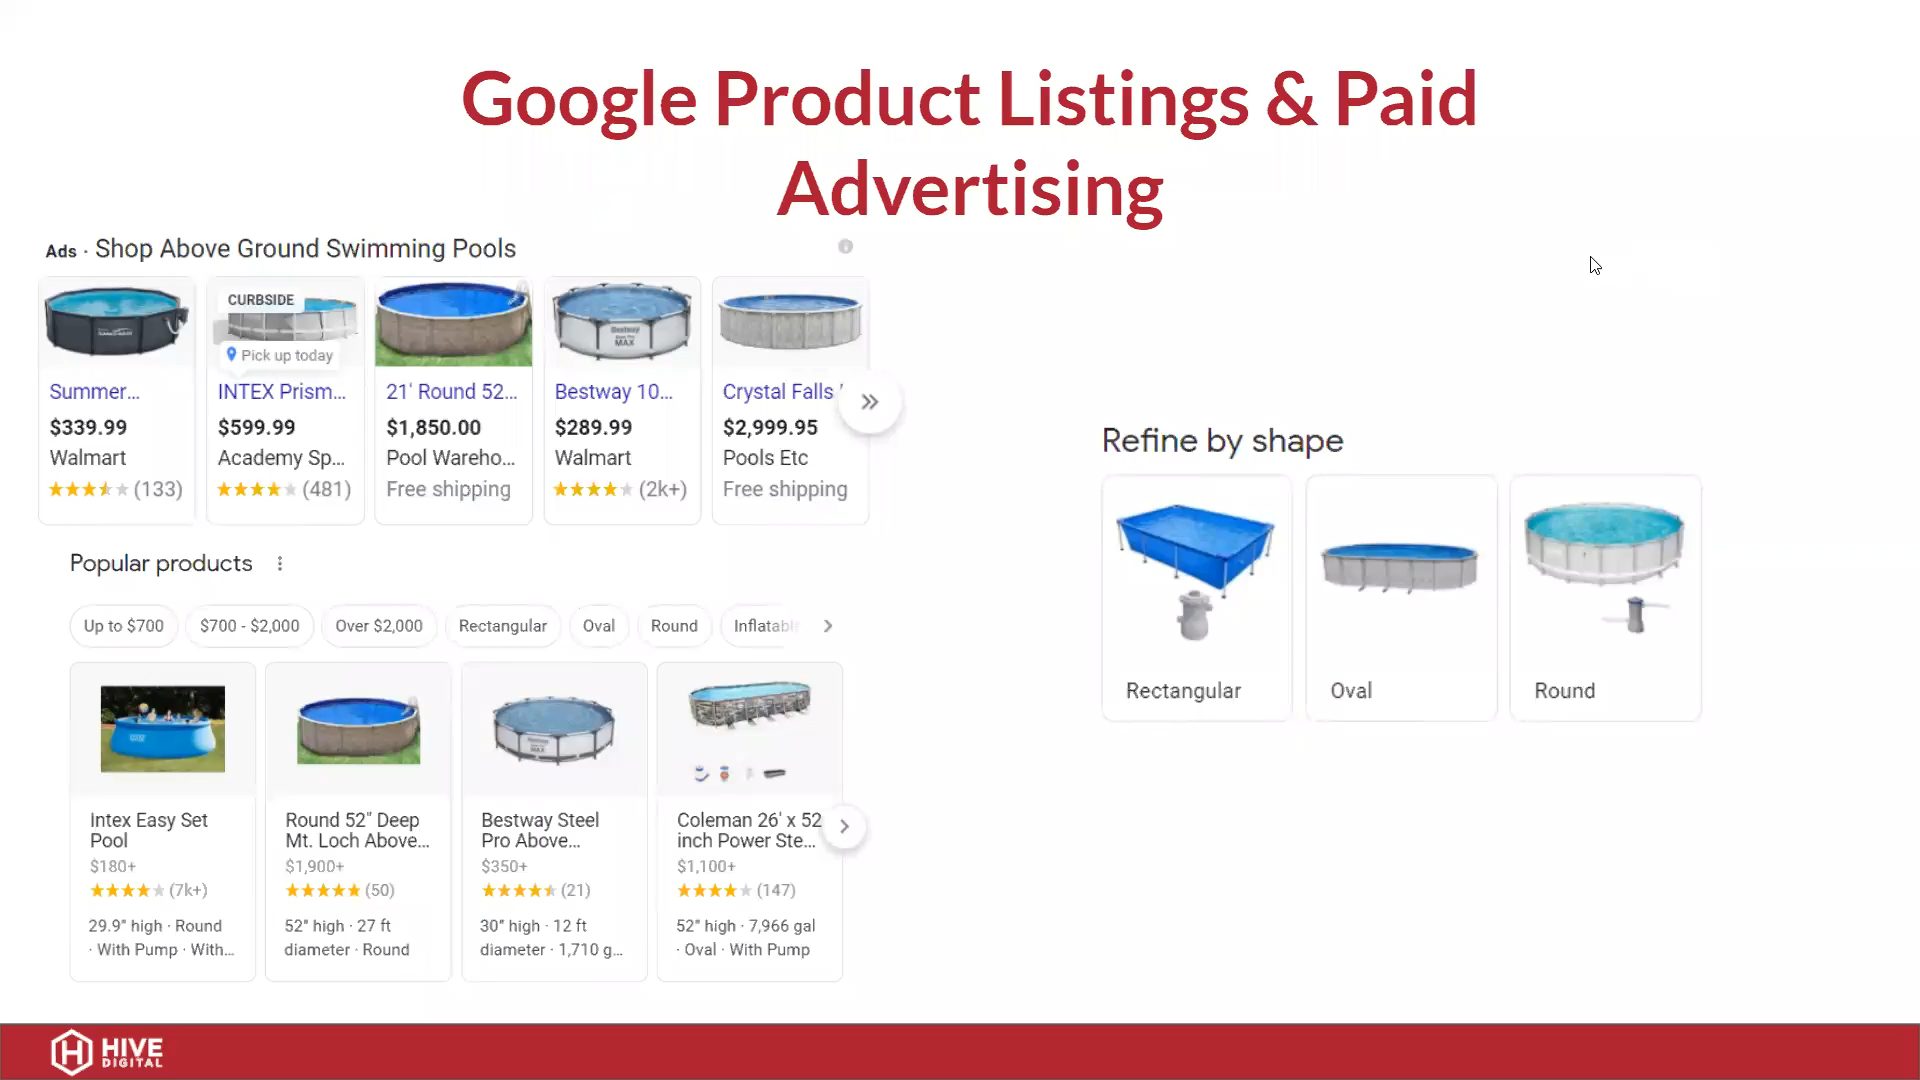 Google Product Listings & Paid
Advertising
Ads · Shop Above Ground Swimming Pools
CURBSIDE
Pick up today
Bestway
MAX
Summer...
$339.99
Walmart
(133)
INTEX Prism...
$599.99
Academy Sp...
(481)
21' Round 52...
$1,850.00
Pool Wareho...
Free shipping
Bestway 10...
$289.99
Walmart
(2k+)
Crystal Falls
$2,999.95
Pools Etc
Free shipping
Popular products
Up to $700
$700 - $2,000
Over $2,000
Rectangular
Oval
Round
Inflatable
MAX
Intex Easy Set
Pool
$180+
(7k+)
29.9" high · Round
· With Pump · With...
Round 52" Deep
Mt. Loch Above...
$1,900+
(50)
52" high · 27 ft
diameter · Round
Bestway Steel
Pro Above...
$350+
(21)
30" high · 12 ft
diameter · 1,710 g...
Coleman 26' x 52
inch Power Ste...
$1,100+
(147)
52" high · 7,966 gal
· Oval · With Pump
Refine by shape
Rectangular
Oval
Round
HIVE
DIGITAL